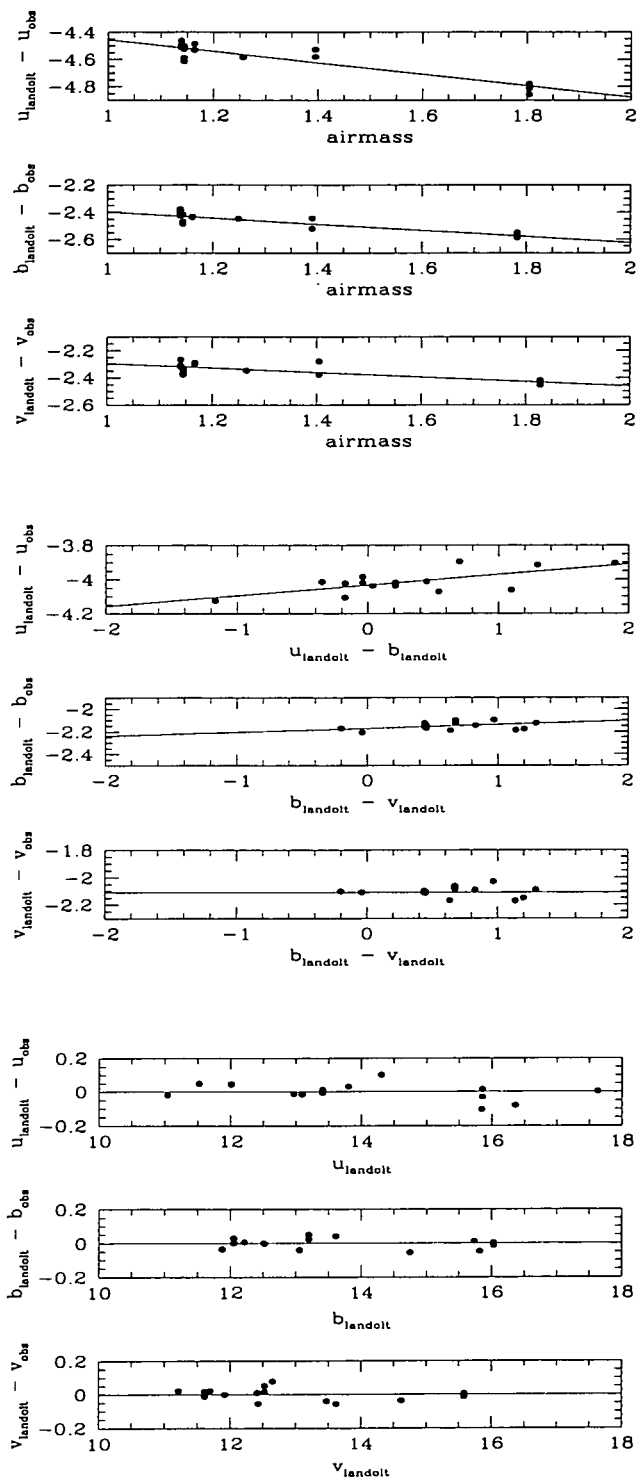 u_landolt − u_obs
−4.4
−4.6
−4.8
1 1.2 1.4 1.6 1.8 2
airmass
b_landolt − b_obs
−2.2
−2.4
−2.6
1 1.2 1.4 1.6 1.8 2
airmass
v_landolt − v_obs
−2.2
−2.4
−2.6
1 1.2 1.4 1.6 1.8 2
airmass
u_landolt − u_obs
−3.8
−4
−4.2
−2 −1 0 1 2
u_landolt − b_landolt
b_landolt − b_obs
−2
−2.2
−2.4
−2 −1 0 1 2
b_landolt − v_landolt
v_landolt − v_obs
−1.8
−2
−2.2
−2 −1 0 1 2
b_landolt − v_landolt
u_landolt − u_obs
0.2
0
−0.2
10 12 14 16 18
u_landolt
b_landolt − b_obs
0.2
0
−0.2
10 12 14 16 18
b_landolt
v_landolt − v_obs
0.2
0
−0.2
10 12 14 16 18
v_landolt